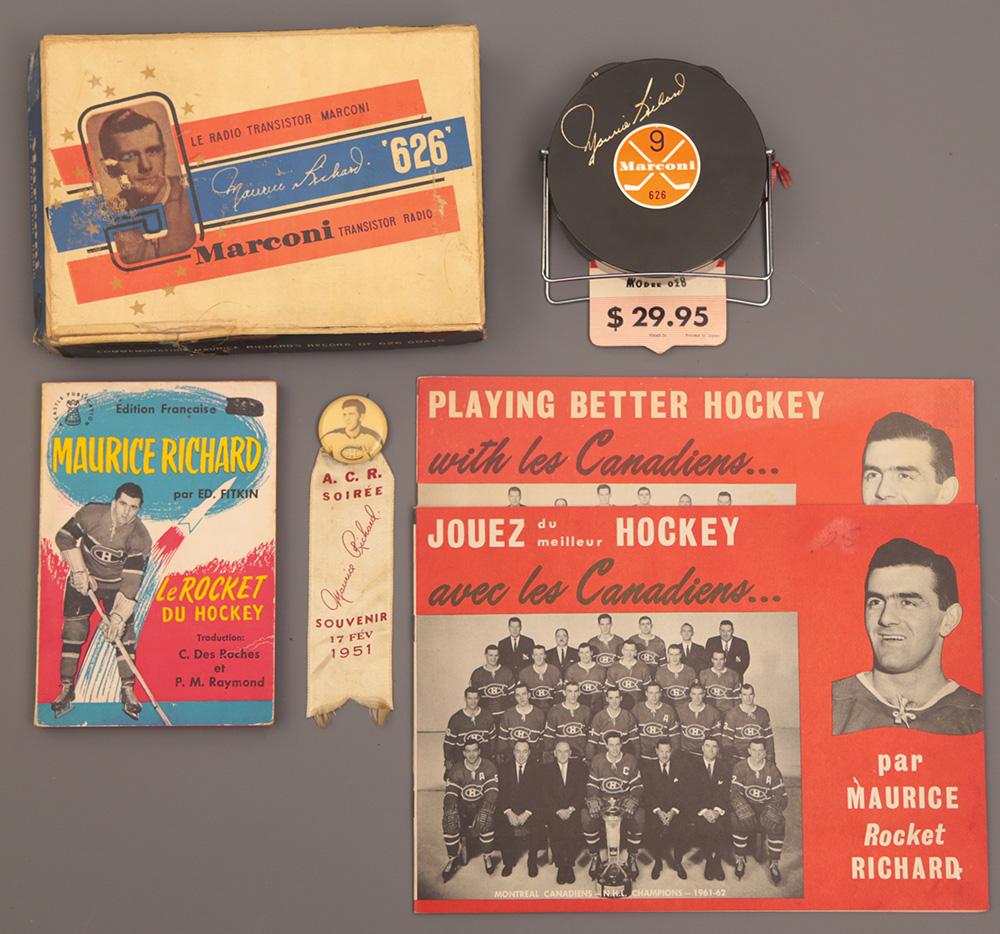 LE RADIO TRANSISTOR MARCONI
Maurice Richard. '626'
Marconi TRANSISTOR RADIO
COMMEMORATING MAURICE RICHARD'S RECORD OF 626 GOALS
Maurice Richard
9
Marconi
626
$ 29.95
Édition Française
MAURICE RICHARD
par ED. FITKIN
Le ROCKET
DU HOCKEY
Traduction:
C. Des Roches
et
P. M. Raymond
A. C. R.
SOIRÉE
Maurice Richard.
SOUVENIR
17 FÉV
1951
PLAYING BETTER HOCKEY
with les Canadiens...
JOUEZ du meilleur HOCKEY
avec les Canadiens...
MONTREAL CANADIENS — N.H.L. CHAMPIONS — 1961-62
par
MAURICE
Rocket
RICHARD